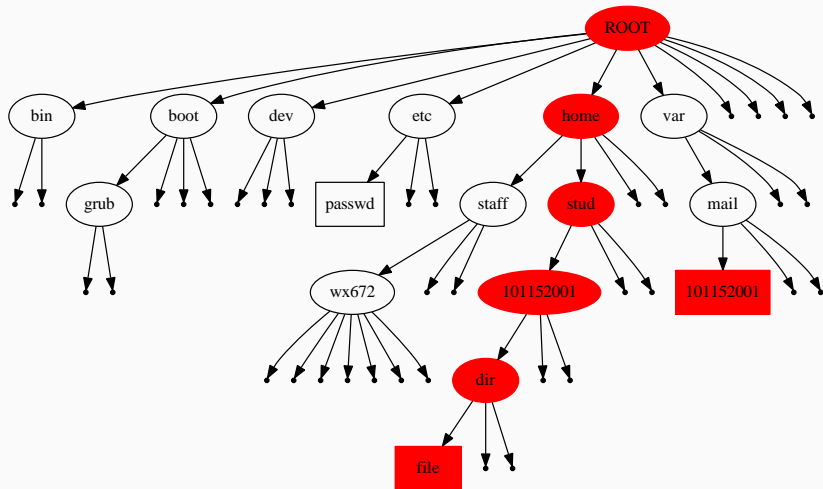 ROOT
bin
boot
dev
etc
home
var
grub
passwd
staff
stud
mail
wx672
101152001
101152001
dir
file